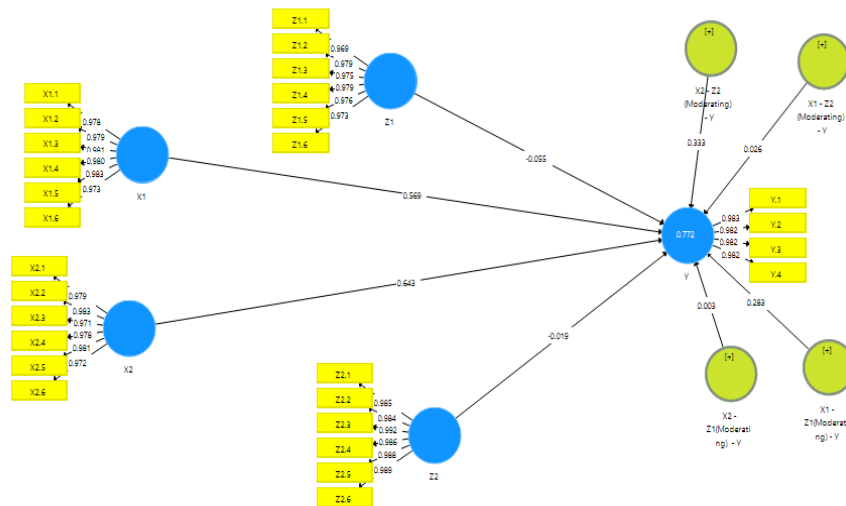 Z1.1
Z1.2
Z1.3
Z1.4
Z1.5
Z1.6
0.969
0.979
0.975
0.979
0.976
0.973
Z1
[+]
X2 - Z2
(Moderating)
- Y
[+]
X1 - Z2
(Moderating)
- Y
X1.1
X1.2
X1.3
X1.4
X1.5
X1.6
0.978
0.979
0.981
0.980
0.983
0.973
X1
-0.055
0.333
0.026
0.569
0.772
Y
0.983
0.982
0.982
0.982
Y.1
Y.2
Y.3
Y.4
X2.1
X2.2
X2.3
X2.4
X2.5
X2.6
0.979
0.983
0.971
0.978
0.981
0.972
X2
0.643
-0.019
0.003
0.283
Z2.1
Z2.2
Z2.3
Z2.4
Z2.5
Z2.6
0.985
0.984
0.992
0.986
0.988
0.989
Z2
[+]
X2 -
Z1(Moderati
ng) - Y
[+]
X1 -
Z1(Moderat
ng) - Y